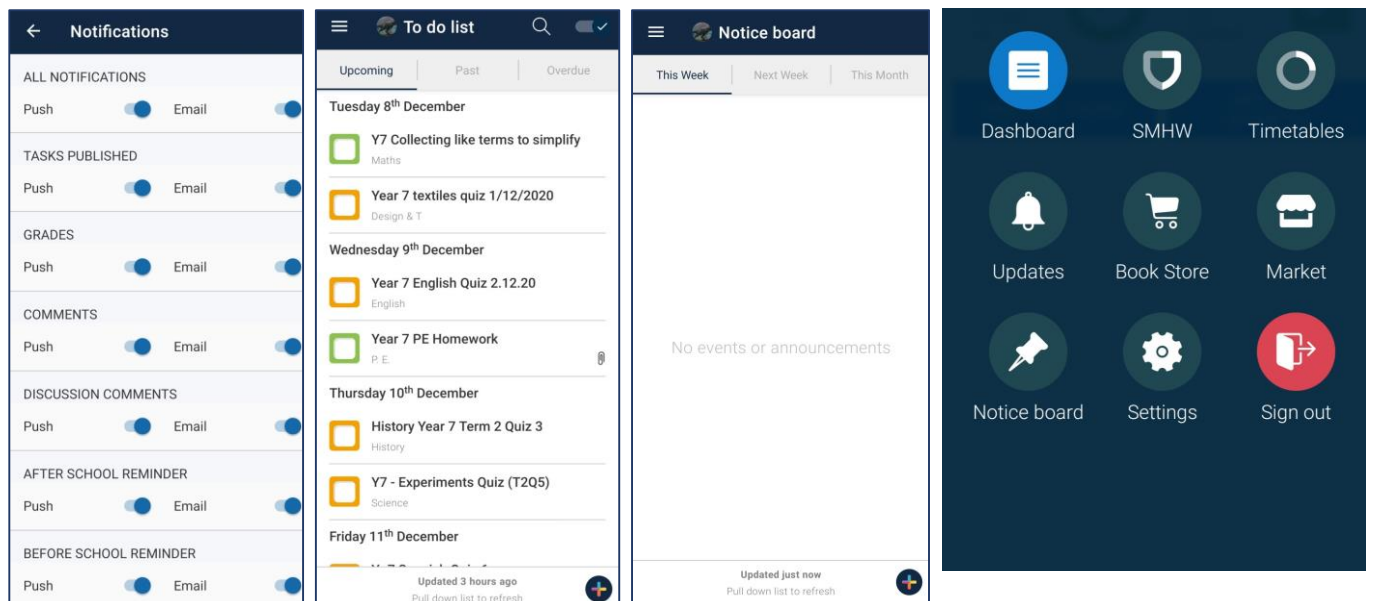 Notifications
ALL NOTIFICATIONS
Push Email
TASKS PUBLISHED
Push Email
GRADES
Push Email
COMMENTS
Push Email
DISCUSSION COMMENTS
Push Email
AFTER SCHOOL REMINDER
Push Email
BEFORE SCHOOL REMINDER
Push Email
To do list
Upcoming Past Overdue
Tuesday 8th December
Y7 Collecting like terms to simplify
Maths
Year 7 textiles quiz 1/12/2020
Design & T
Wednesday 9th December
Year 7 English Quiz 2.12.20
English
Year 7 PE Homework
P. E.
Thursday 10th December
History Year 7 Term 2 Quiz 3
History
Y7 - Experiments Quiz (T2Q5)
Science
Friday 11th December
Updated 3 hours ago
Pull down list to refresh
Notice board
This Week Next Week This Month
No events or announcements
Updated just now
Pull down list to refresh
Dashboard SMHW Timetables
Updates Book Store Market
Notice board Settings Sign out